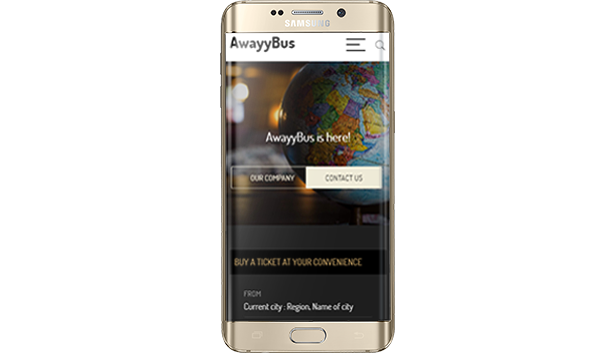 SAMSUNG
AwayyBus
AwayyBus is here!
OUR COMPANY
CONTACT US
BUY A TICKET AT YOUR CONVENIENCE
FROM
Current city : Region, Name of city